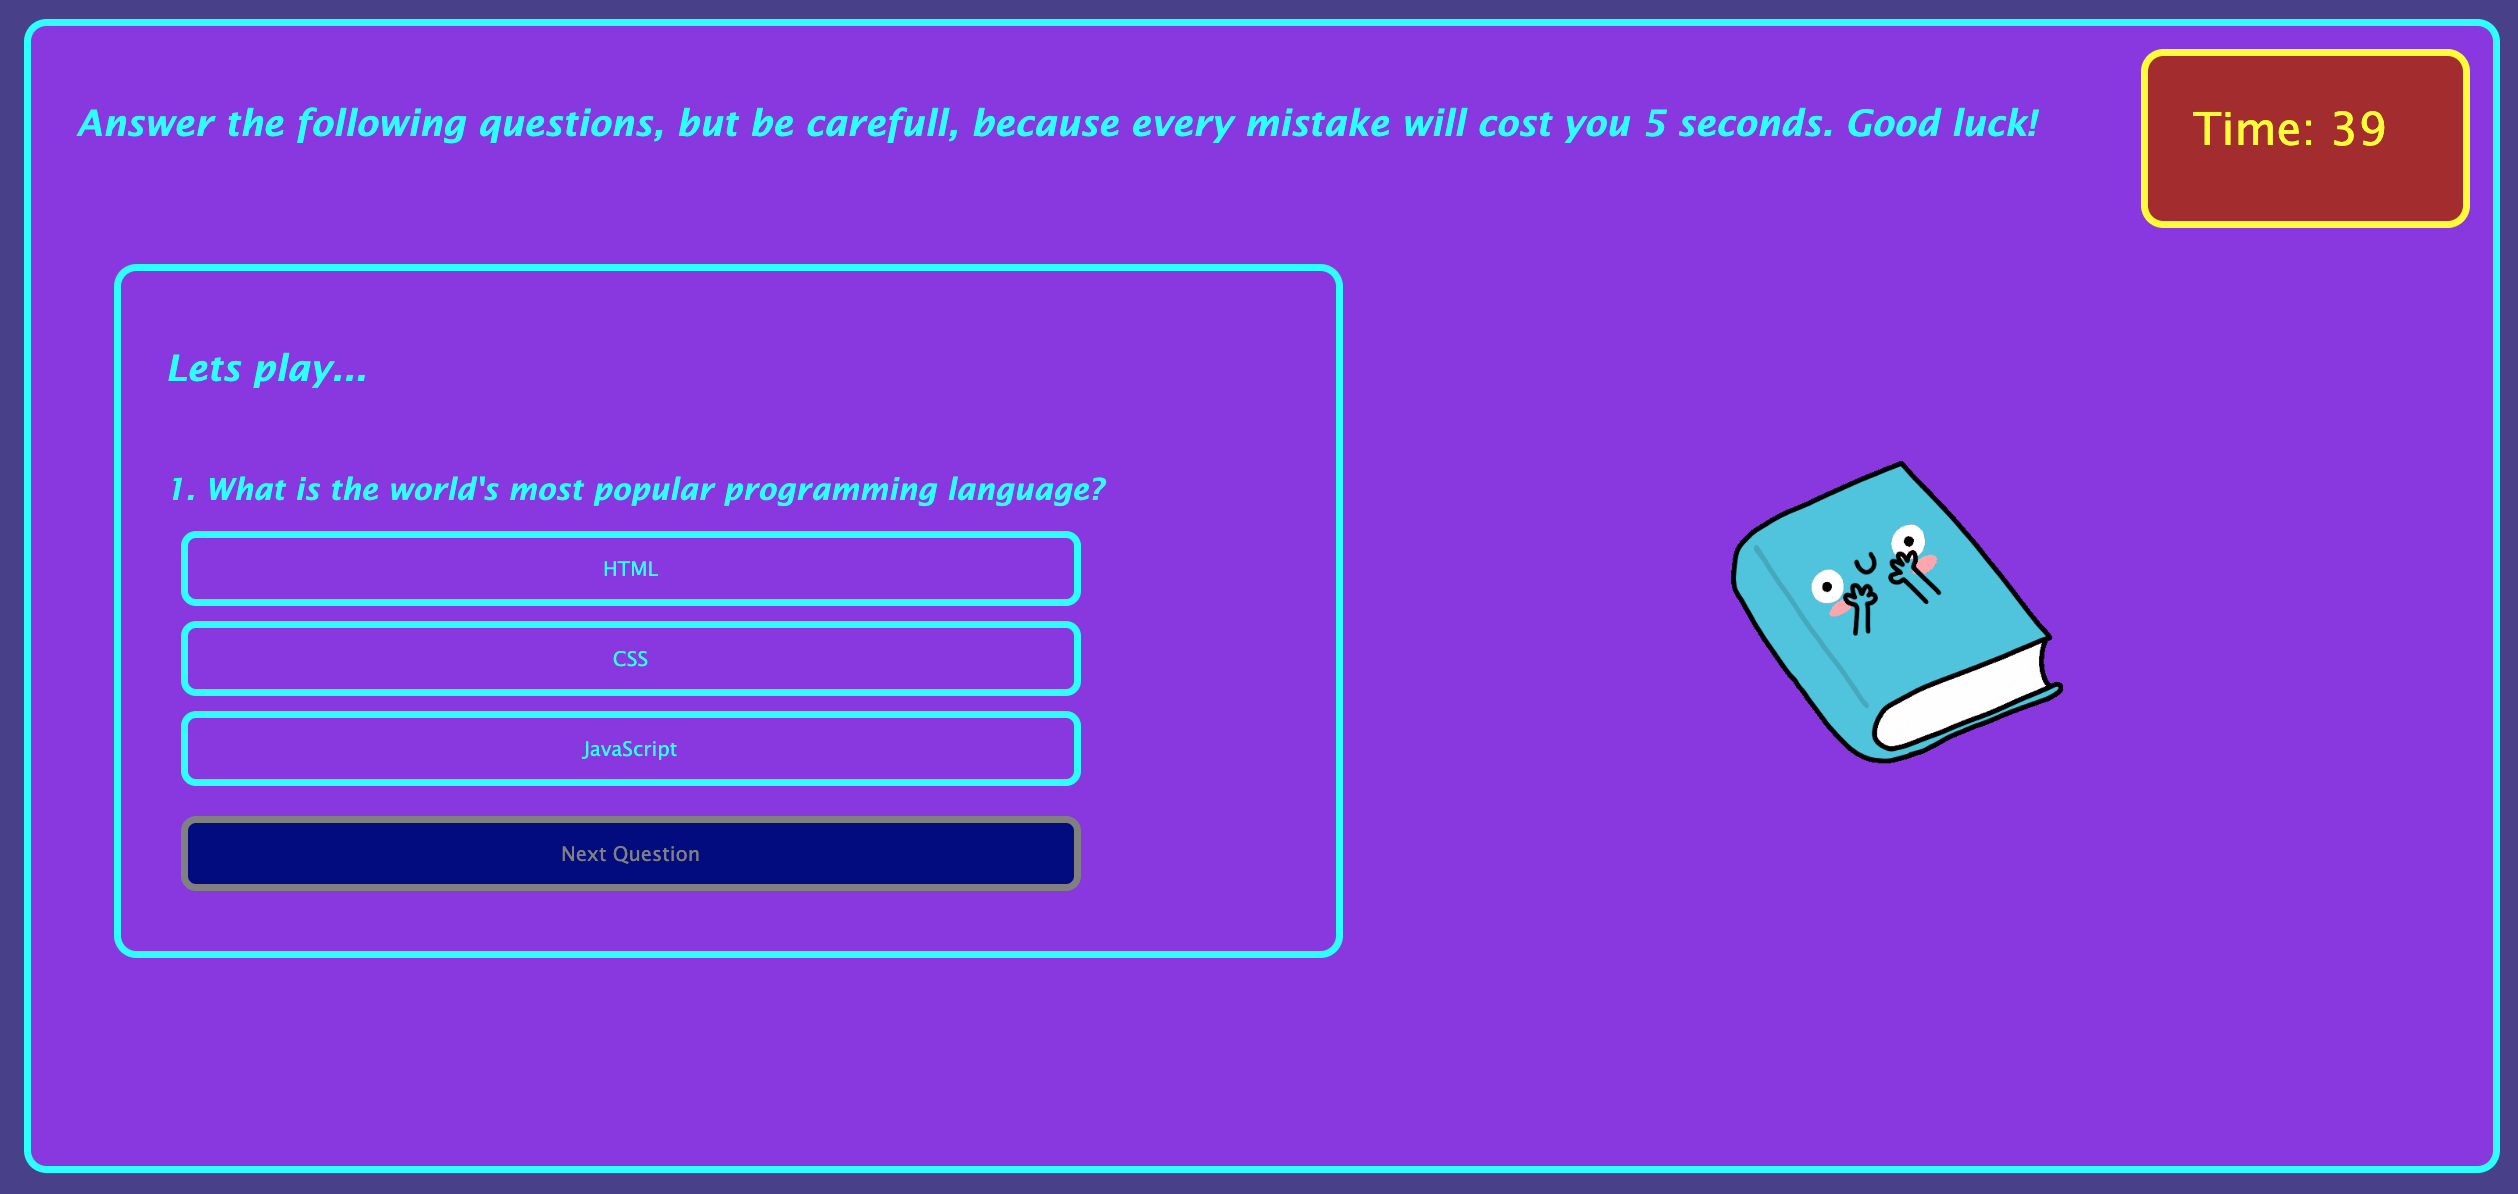 Answer the following questions, but be carefull, because every mistake will cost you 5 seconds. Good luck!
Time: 39
Lets play...
1. What is the world's most popular programming language?
HTML
CSS
JavaScript
Next Question